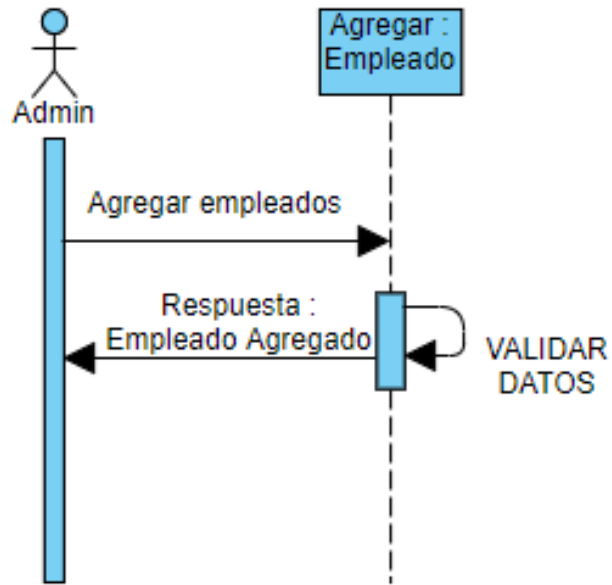 Agregar :
Empleado
Admin
Agregar empleados
Respuesta :
Empleado Agregado
VALIDAR
DATOS